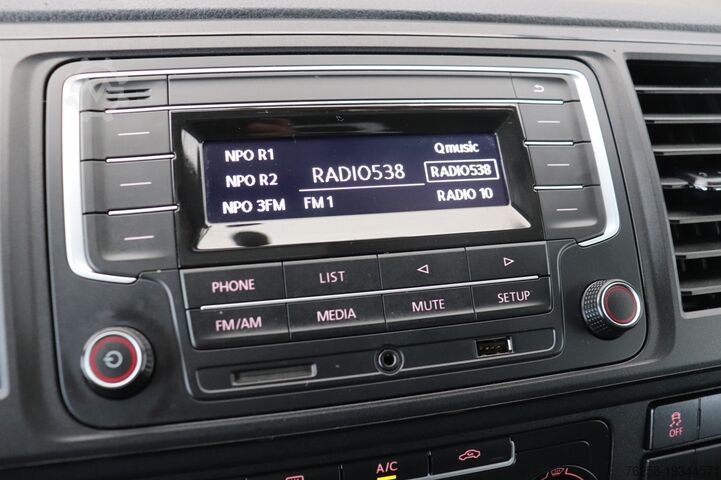 NPO R1 Qmusic
NPO R2 RADIO538 RADIO538
NPO 3FM FM 1 RADIO 10
PHONE LIST
FM/AM MEDIA MUTE SETUP
OFF
A/C